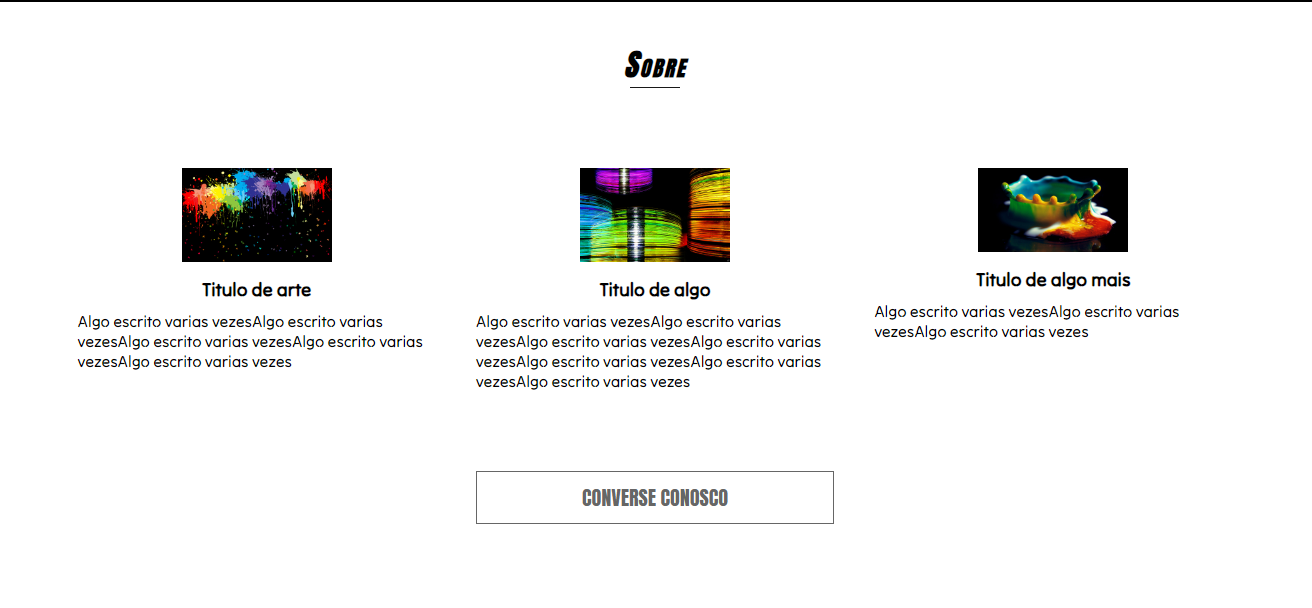 Sobre
Titulo de arte
Algo escrito varias vezesAlgo escrito varias
vezesAlgo escrito varias vezesAlgo escrito varias
vezesAlgo escrito varias vezes
Titulo de algo
Algo escrito varias vezesAlgo escrito varias
vezesAlgo escrito varias vezesAlgo escrito varias
vezesAlgo escrito varias vezesAlgo escrito varias
vezesAlgo escrito varias vezes
Titulo de algo mais
Algo escrito varias vezesAlgo escrito varias
vezesAlgo escrito varias vezes
CONVERSE CONOSCO